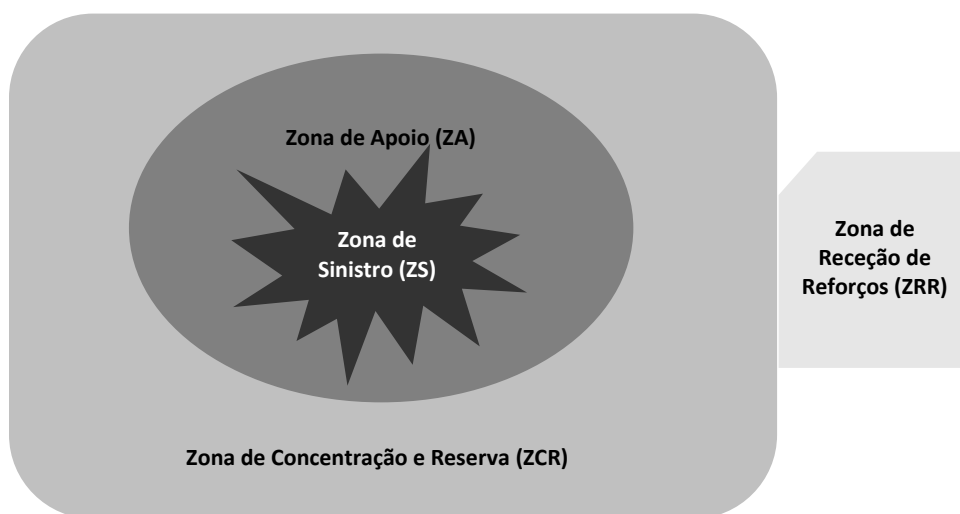 Zona de Apoio (ZA)
Zona de
Sinistro (ZS)
Zona de Concentração e Reserva (ZCR)
Zona de
Receção de
Reforços (ZRR)